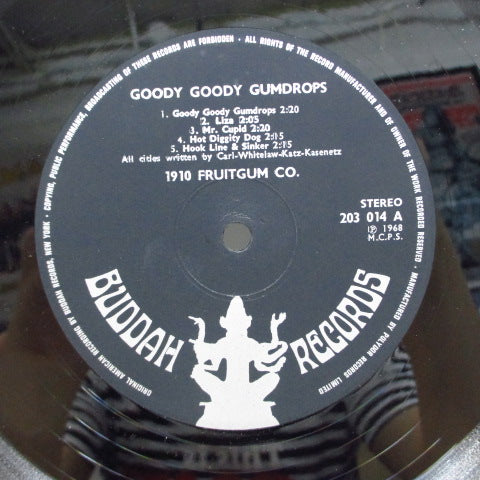 COPYING, PUBLIC PERFORMANCE, BROADCASTING OF THESE RECORDS ARE FORBIDDEN · ALL RIGHTS OF THE RECORD MANUFACTURER AND OF OWNER OF THE WORK RECORDED RESERVED · MANUFACTURED BY POLYDOR RECORDS LIMITED
ORIGINAL AMERICAN RECORDING BY BUDDAH RECORDS, NEW YORK ·
GOODY GOODY GUMDROPS
1. Goody Goody Gumdrops 2:20
2. Liza 2:05
3. Mr. Cupid 2:20
4. Hot Diggity Dog 2:15
5. Hook Line & Sinker 2:15
All titles written by Carl-Whitelaw-Katz-Kasenetz
1910 FRUITGUM CO.
STEREO
203 014 A
Ⓟ 1968
M.C.P.S.
BUDDAH RECORDS